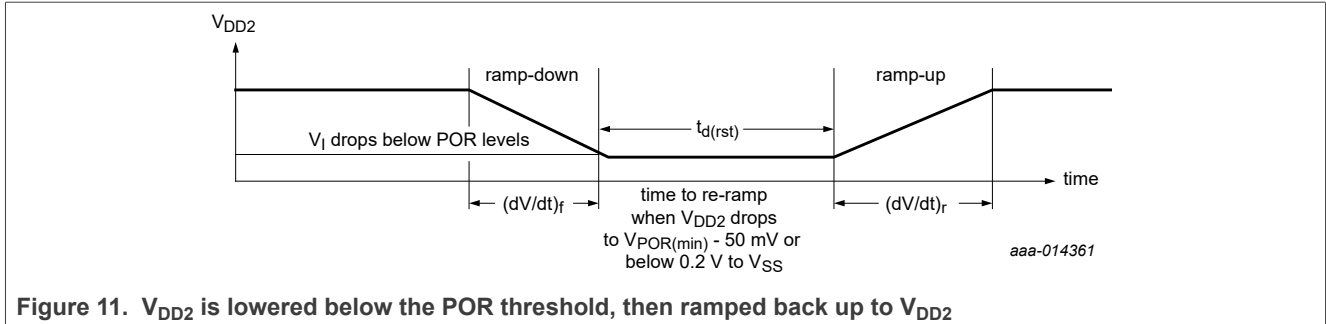 VDD2
ramp-down
ramp-up
VI drops below POR levels
td(rst)
time
(dV/dt)f
time to re-ramp
when VDD2 drops
to VPOR(min) - 50 mV or
below 0.2 V to VSS
(dV/dt)r
aaa-014361
Figure 11. VDD2 is lowered below the POR threshold, then ramped back up to VDD2